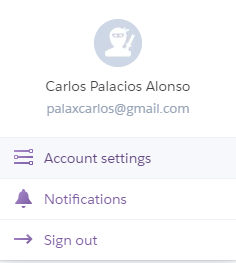 Carlos Palacios Alonso
palaxcarlos@gmail.com
Account settings
Notifications
Sign out